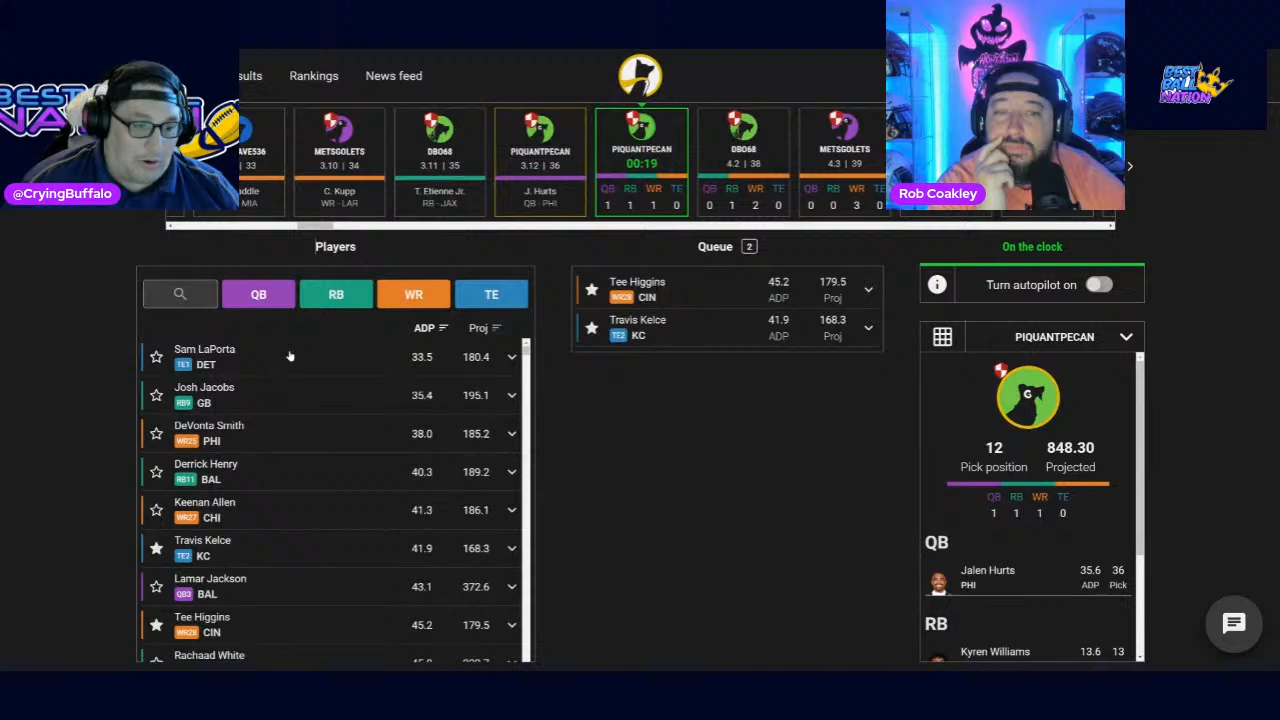 BEST BALL NATION
@CryingBuffalo
Rob Coakley
BEST
BALL
NATION
Rankings
News feed
33
MIA
METSGOLETS
3.10 | 34
C. Kupp
WR - LAR
DBO68
3.11 | 35
T. Etienne Jr.
RB - JAX
PIQUANTPECAN
3.12 | 36
J. Hurts
QB - PHI
PIQUANTPECAN
00:19
QB RB WR TE
1 1 1 0
DBO68
4.2 | 38
QB RB WR TE
0 1 2 0
METSGOLETS
4.3 | 39
QB RB WR TE
0 0 3 0
Players
QB
RB
WR
TE
ADP
Proj
Sam LaPorta
TE1 DET
33.5 180.4
Josh Jacobs
RB9 GB
35.4 195.1
DeVonta Smith
WR25 PHI
38.0 185.2
Derrick Henry
RB11 BAL
40.3 189.2
Keenan Allen
WR27 CHI
41.3 186.1
Travis Kelce
TE2 KC
41.9 168.3
Lamar Jackson
QB3 BAL
43.1 372.6
Tee Higgins
WR28 CIN
45.2 179.5
Rachaad White
Queue 2
Tee Higgins
WR28 CIN
45.2 179.5
ADP Proj
Travis Kelce
TE2 KC
41.9 168.3
ADP Proj
On the clock
Turn autopilot on
PIQUANTPECAN
G
12 848.30
Pick position Projected
QB RB WR TE
1 1 1 0
QB
Jalen Hurts 35.6 36
PHI ADP Pick
RB
Kyren Williams 13.6 13